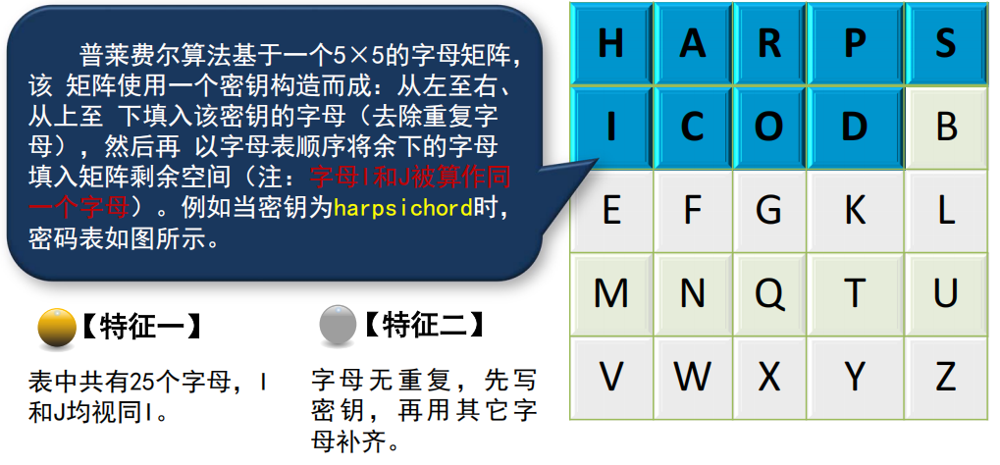 普莱费尔算法基于一个5×5的字母矩阵，
该 矩阵使用一个密钥构造而成：从左至右、
从上至 下填入该密钥的字母（去除重复字
母），然后再 以字母表顺序将余下的字母
填入矩阵剩余空间（注：字母I和J被算作同
一个字母）。例如当密钥为harpsichord时，
密码表如图所示。
H A R P S
I C O D B
E F G K L
M N Q T U
V W X Y Z
【特征一】
表中共有25个字母，I
和J均视同I。
【特征二】
字母无重复，先写
密钥，再用其它字
母补齐。